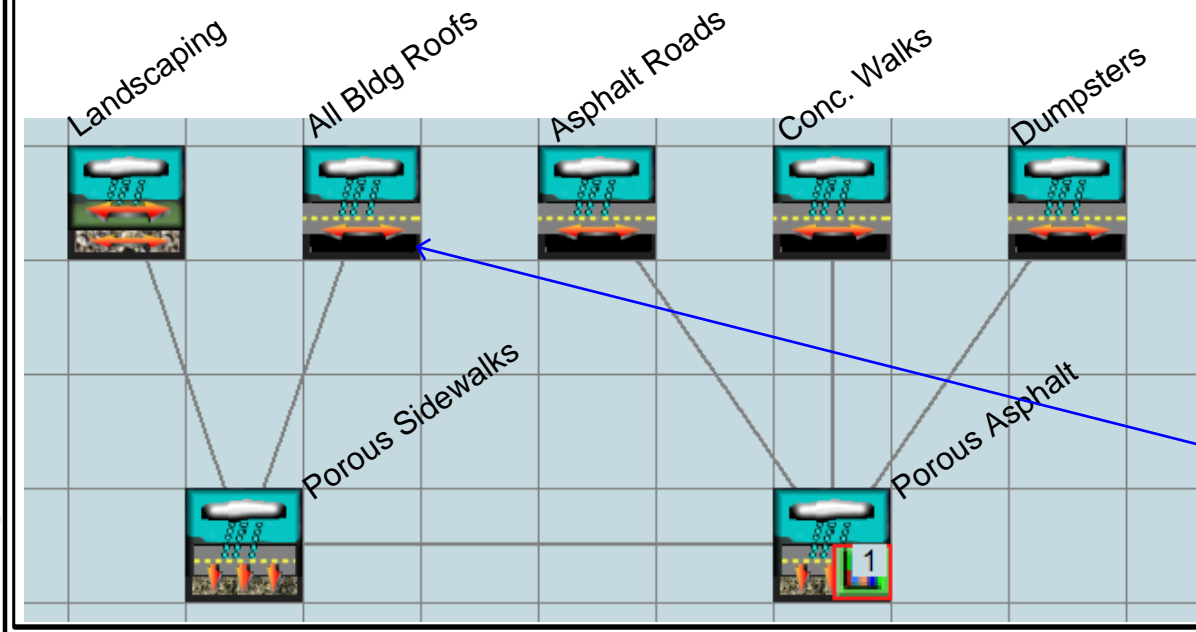 Landscaping
All Bldg Roofs
Asphalt Roads
Conc. Walks
Dumpsters
Porous Sidewalks
Porous Asphalt
1